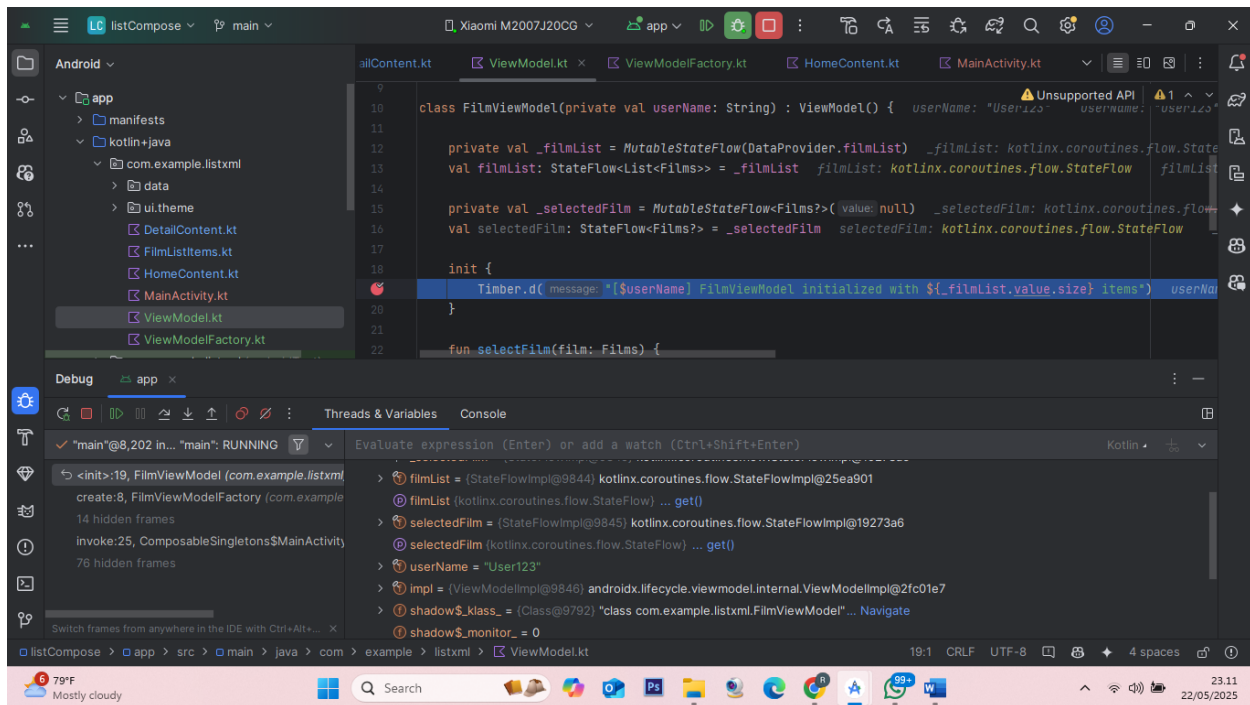 LC listCompose main Xiaomi M2007J20CG app
Android
app
manifests
kotlin+java
com.example.listxml
data
ui.theme
DetailContent.kt
FilmListItems.kt
HomeContent.kt
MainActivity.kt
ViewModel.kt
ViewModelFactory.kt
ailContent.kt ViewModel.kt ViewModelFactory.kt HomeContent.kt MainActivity.kt
Unsupported API 1
9
10 class FilmViewModel(private val userName: String) : ViewModel() { userName: "User123" userName: "User123"
11
12 private val _filmList = MutableStateFlow(DataProvider.filmList) _filmList: kotlinx.coroutines.flow.State
13 val filmList: StateFlow<List<Films>> = _filmList filmList: kotlinx.coroutines.flow.StateFlow filmList
14
15 private val _selectedFilm = MutableStateFlow<Films?>( value: null) _selectedFilm: kotlinx.coroutines.flow.
16 val selectedFilm: StateFlow<Films?> = _selectedFilm selectedFilm: kotlinx.coroutines.flow.StateFlow
17
18 init {
Timber.d( message: "[$userName] FilmViewModel initialized with ${_filmList.value.size} items") userNa
20 }
21
22 fun selectFilm(film: Films) {
Debug app
Threads & Variables Console
"main"@8,202 in... "main": RUNNING
<init>:19, FilmViewModel (com.example.listxml
create:8, FilmViewModelFactory (com.example
14 hidden frames
invoke:25, ComposableSingletons$MainActivity
76 hidden frames
Switch frames from anywhere in the IDE with Ctrl+Alt+...
Evaluate expression (Enter) or add a watch (Ctrl+Shift+Enter) Kotlin
filmList = {StateFlowImpl@9844} kotlinx.coroutines.flow.StateFlowImpl@25ea901
filmList {kotlinx.coroutines.flow.StateFlow} ... get()
selectedFilm = {StateFlowImpl@9845} kotlinx.coroutines.flow.StateFlowImpl@19273a6
selectedFilm {kotlinx.coroutines.flow.StateFlow} ... get()
userName = "User123"
impl = {ViewModelImpl@9846} androidx.lifecycle.viewmodel.internal.ViewModelImpl@2fc01e7
shadow$_klass_ = {Class@9792} "class com.example.listxml.FilmViewModel"... Navigate
shadow$_monitor_ = 0
listCompose > app > src > main > java > com > example > listxml > ViewModel.kt 19:1 CRLF UTF-8 4 spaces
6 79°F
Mostly cloudy
Search
Ps
R
99+
W
23.11
22/05/2025